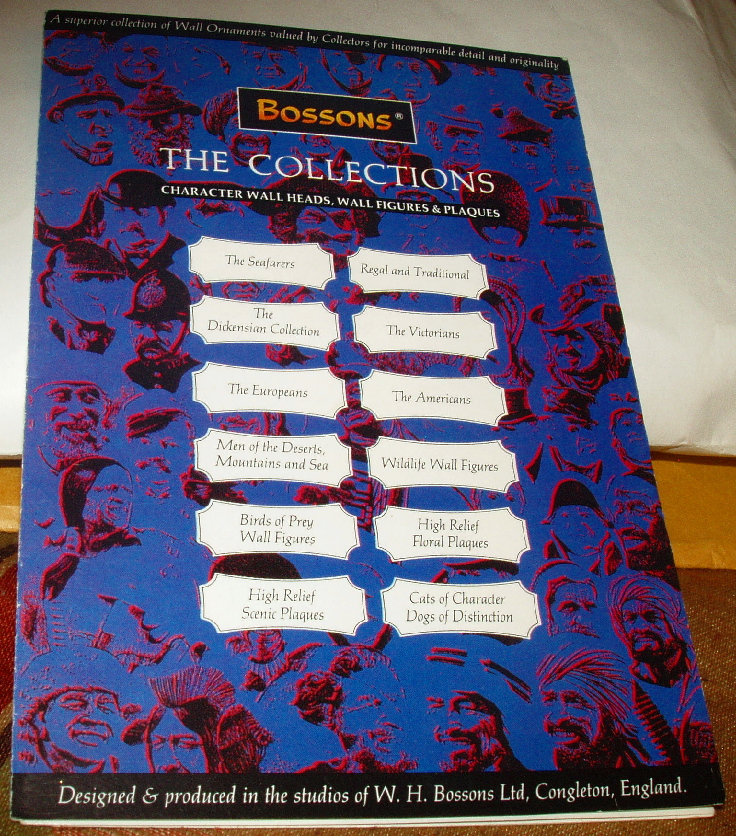 A superior collection of Wall Ornaments valued by Collectors for incomparable detail and originality
BOSSONS®
THE COLLECTIONS
CHARACTER WALL HEADS, WALL FIGURES & PLAQUES
The Seafarers
Regal and Traditional
The
Dickensian Collection
The Victorians
The Europeans
The Americans
Men of the Deserts,
Mountains and Sea
Wildlife Wall Figures
Birds of Prey
Wall Figures
High Relief
Floral Plaques
High Relief
Scenic Plaques
Cats of Character
Dogs of Distinction
Designed & produced in the studios of W. H. Bossons Ltd, Congleton, England.